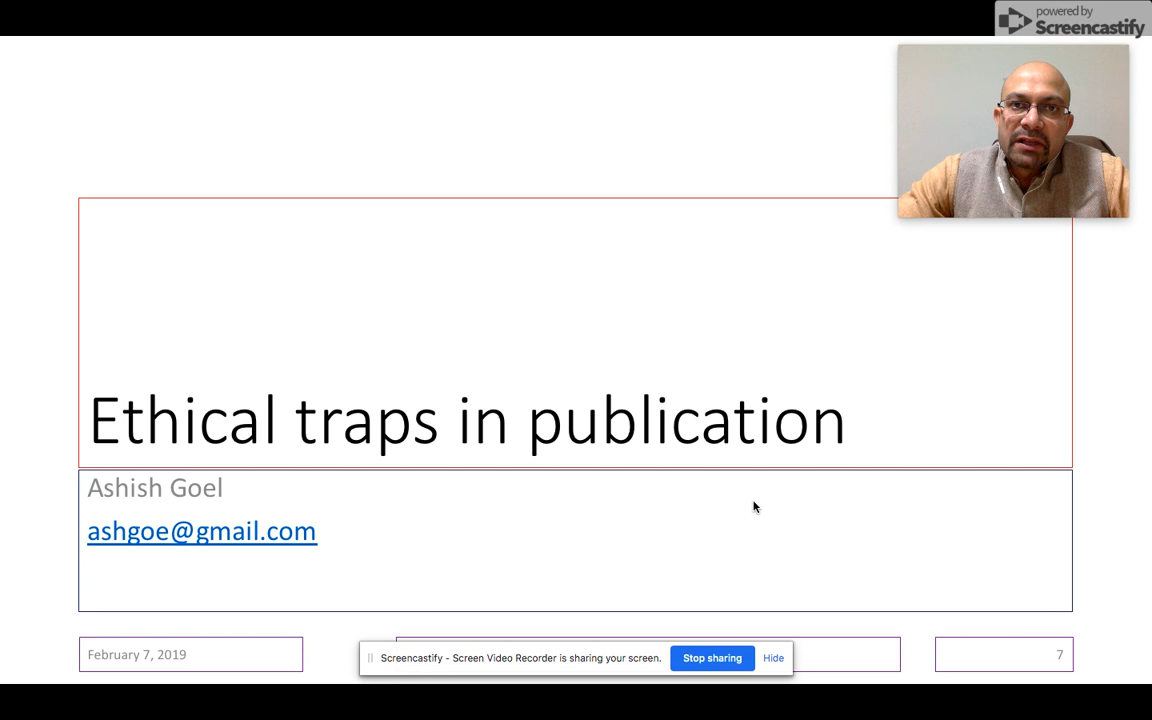 powered by
Screencastify
Ethical traps in publication
Ashish Goel
ashgoe@gmail.com
February 7, 2019
Screencastify - Screen Video Recorder is sharing your screen.
Stop sharing
Hide
7